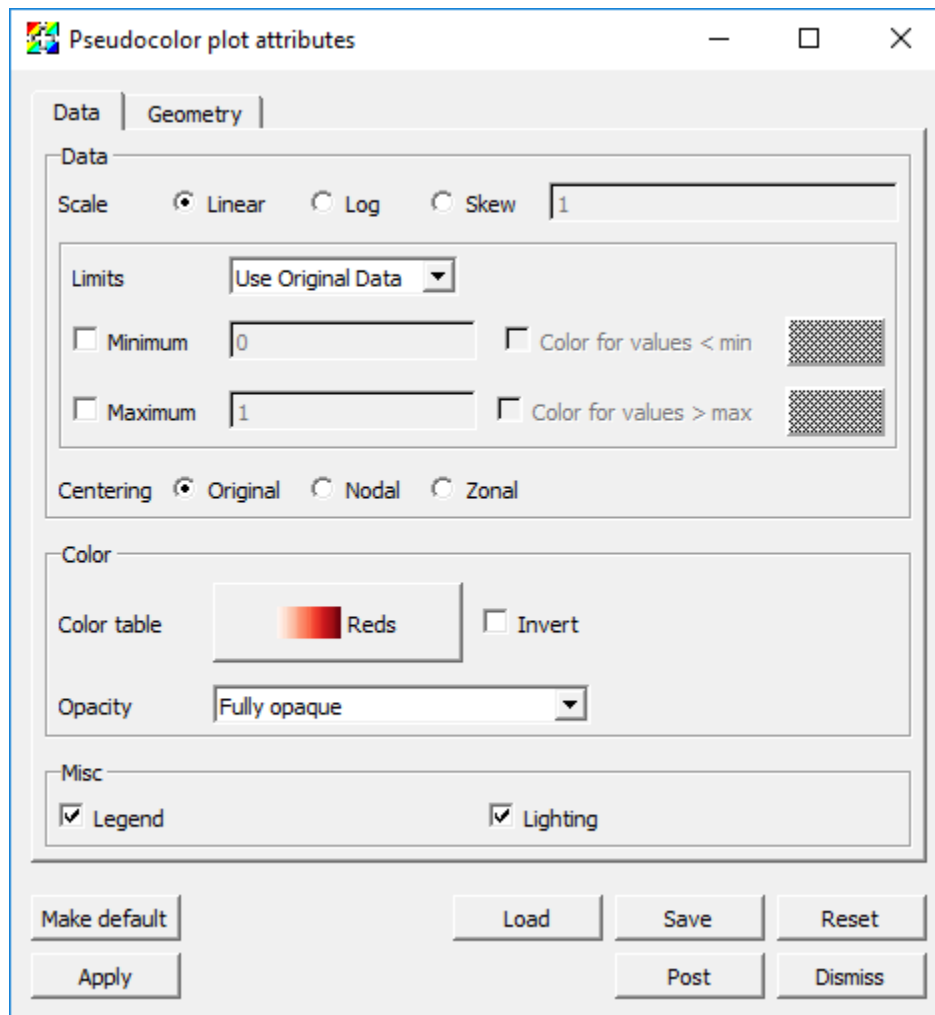 Pseudocolor plot attributes
Data Geometry
Data
Scale Linear Log Skew 1
Limits Use Original Data
Minimum 0 Color for values < min
Maximum 1 Color for values > max
Centering Original Nodal Zonal
Color
Color table Reds Invert
Opacity Fully opaque
Misc
Legend Lighting
Make default Load Save Reset
Apply Post Dismiss